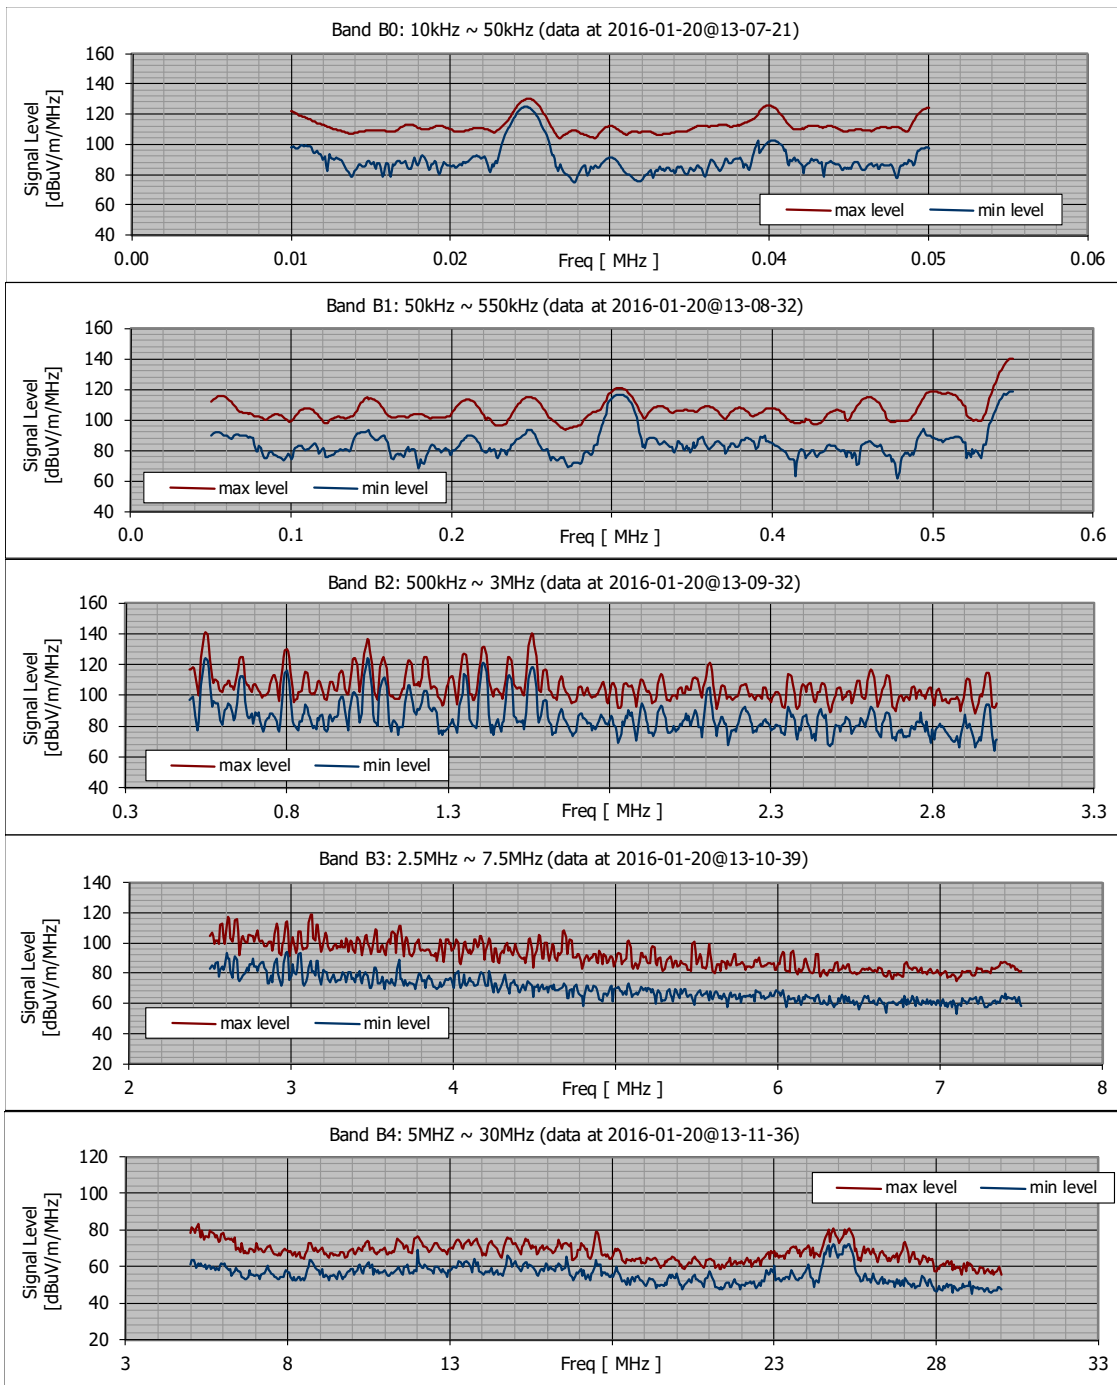 Band B0: 10kHz ~ 50kHz (data at 2016-01-20@13-07-21)
Signal Level
[dBuV/m/MHz]
160
140
120
100
80
60
40
max level min level
0.00 0.01 0.02 Freq [ MHz ] 0.04 0.05 0.06
Band B1: 50kHz ~ 550kHz (data at 2016-01-20@13-08-32)
Signal Level
[dBuV/m/MHz]
160
140
120
100
80
60
40
max level min level
0.0 0.1 0.2 Freq [ MHz ] 0.4 0.5 0.6
Band B2: 500kHz ~ 3MHz (data at 2016-01-20@13-09-32)
Signal Level
[dBuV/m/MHz]
160
140
120
100
80
60
40
max level min level
0.3 0.8 1.3 Freq [ MHz ] 2.3 2.8 3.3
Band B3: 2.5MHz ~ 7.5MHz (data at 2016-01-20@13-10-39)
Signal Level
[dBuV/m/MHz]
140
120
100
80
60
40
20
max level min level
2 3 4 Freq [ MHz ] 6 7 8
Band B4: 5MHZ ~ 30MHz (data at 2016-01-20@13-11-36)
Signal Level
[dBuV/m/MHz]
120
100
80
60
40
20
max level min level
3 8 13 Freq [ MHz ] 23 28 33